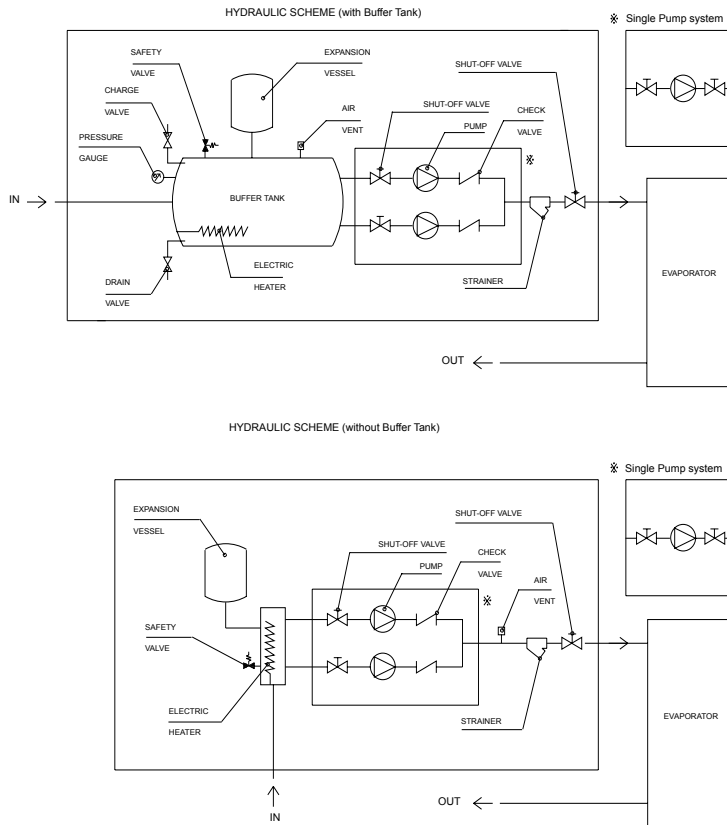 HYDRAULIC SCHEME (with Buffer Tank)
※ Single Pump system
SAFETY
VALVE
EXPANSION
VESSEL
SHUT-OFF VALVE
CHARGE
VALVE
AIR
VENT
SHUT-OFF VALVE
CHECK
VALVE
PUMP
PRESSURE
GAUGE
※
IN
BUFFER TANK
ELECTRIC
HEATER
DRAIN
VALVE
STRAINER
EVAPORATOR
OUT
HYDRAULIC SCHEME (without Buffer Tank)
※ Single Pump system
EXPANSION
VESSEL
SHUT-OFF VALVE
SHUT-OFF VALVE
CHECK
VALVE
PUMP
AIR
VENT
※
SAFETY
VALVE
ELECTRIC
HEATER
STRAINER
EVAPORATOR
OUT
IN